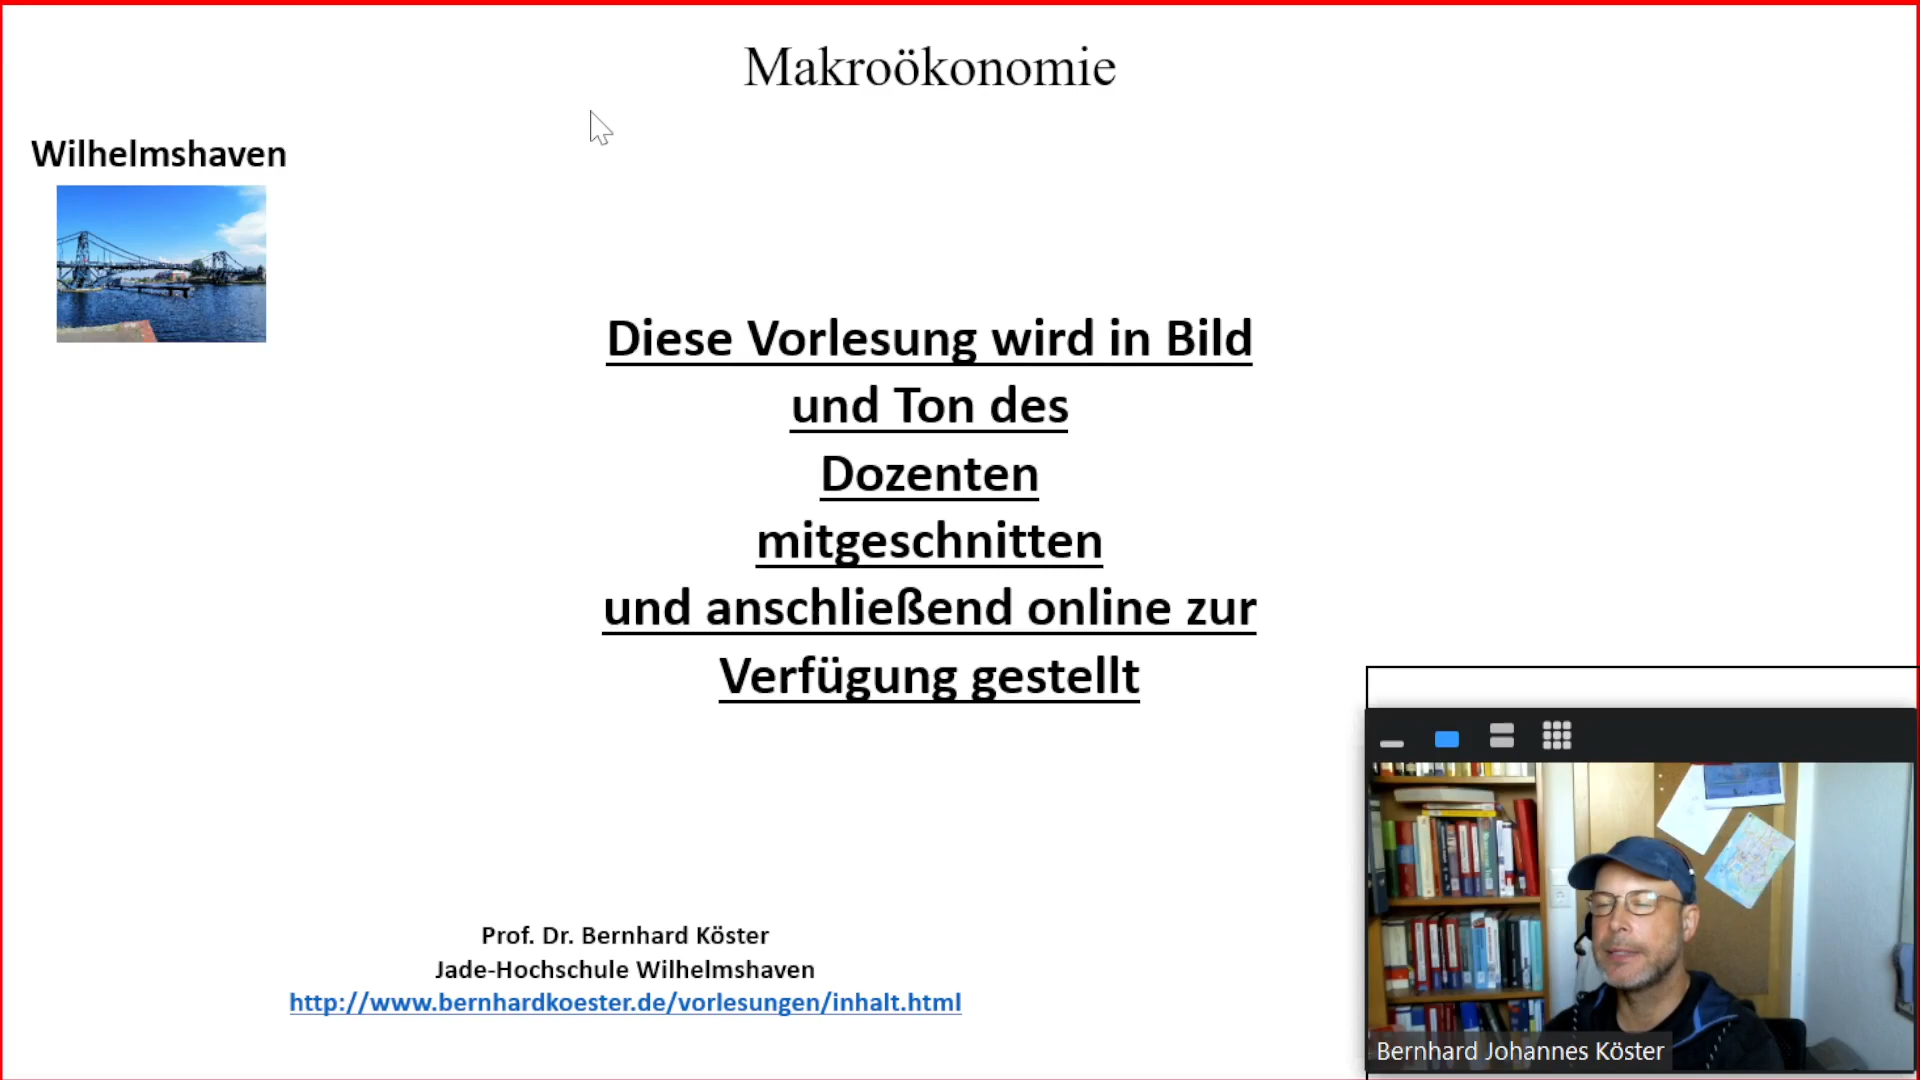 Makroökonomie
Wilhelmshaven
Diese Vorlesung wird in Bild
und Ton des
Dozenten
mitgeschnitten
und anschließend online zur
Verfügung gestellt
Prof. Dr. Bernhard Köster
Jade-Hochschule Wilhelmshaven
http://www.bernhardkoester.de/vorlesungen/inhalt.html
Bernhard Johannes Köster